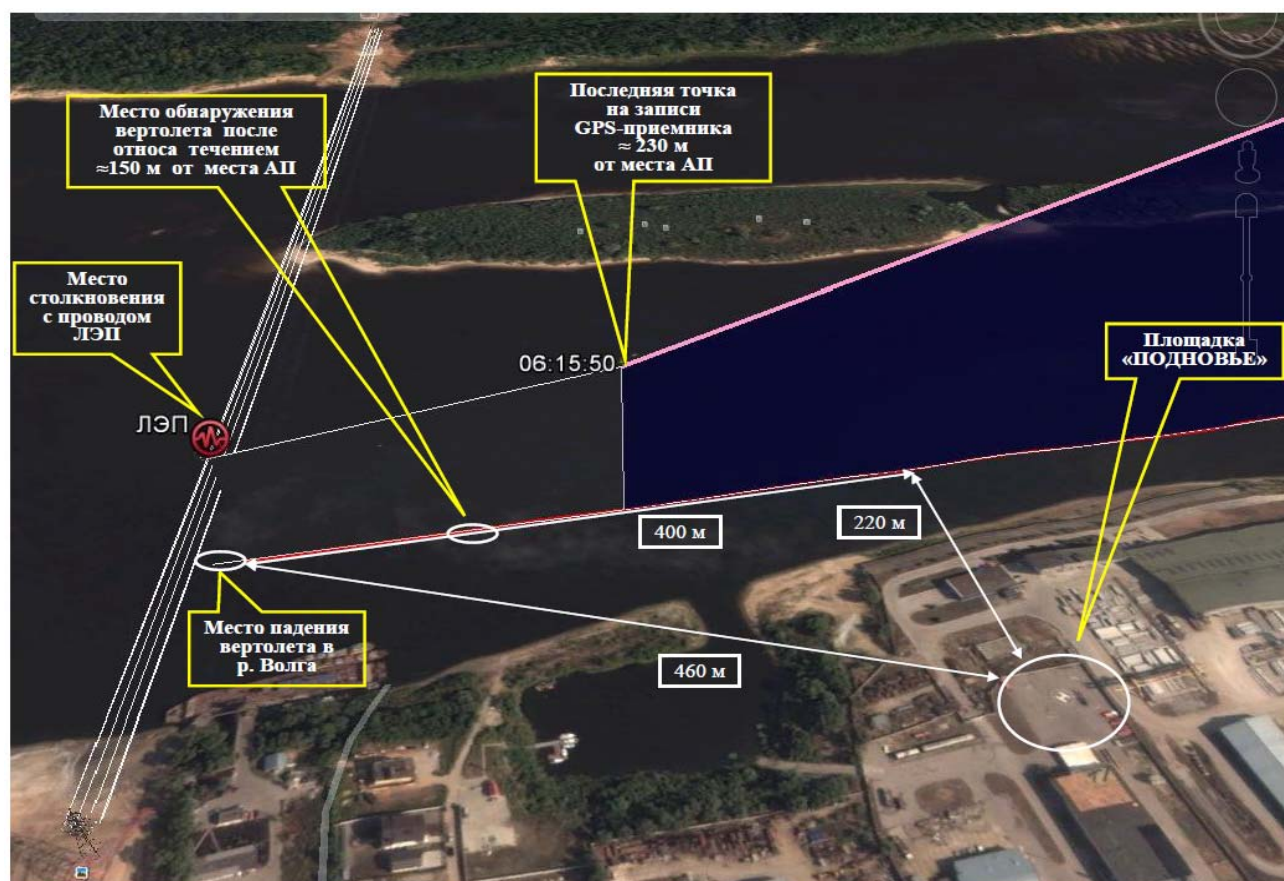 Место обнаружения
вертолета после
относа течением
≈150 м от места АП
Последняя точка
на записи
GPS-приемника
≈ 230 м
от места АП
Место
столкновения
с проводом
ЛЭП
06:15:50
Площадка
«ПОДНОВЬЕ»
ЛЭП
400 м
220 м
Место падения
вертолета в
р. Волга
460 м
H